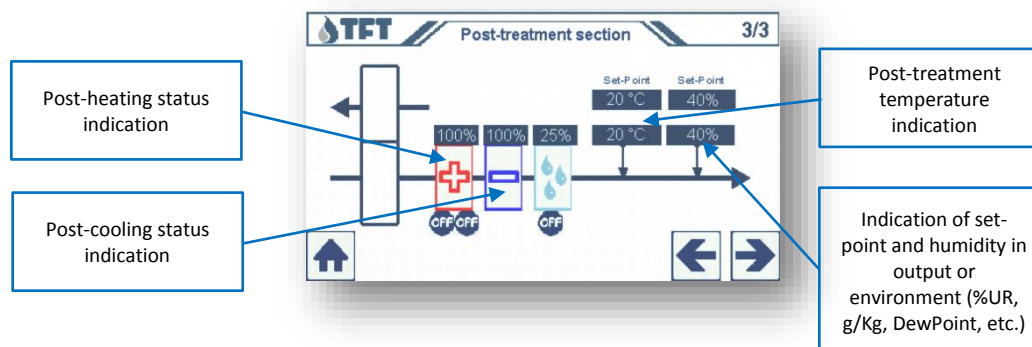 TFT
Post-treatment section
3/3
Post-heating status
indication
Post-cooling status
indication
Set-Point Set-Point
20 °C 40%
100% 100% 25% 20 °C 40%
OFF OFF OFF
Post-treatment
temperature
indication
Indication of set-
point and humidity in
output or
environment (%UR,
g/Kg, DewPoint, etc.)